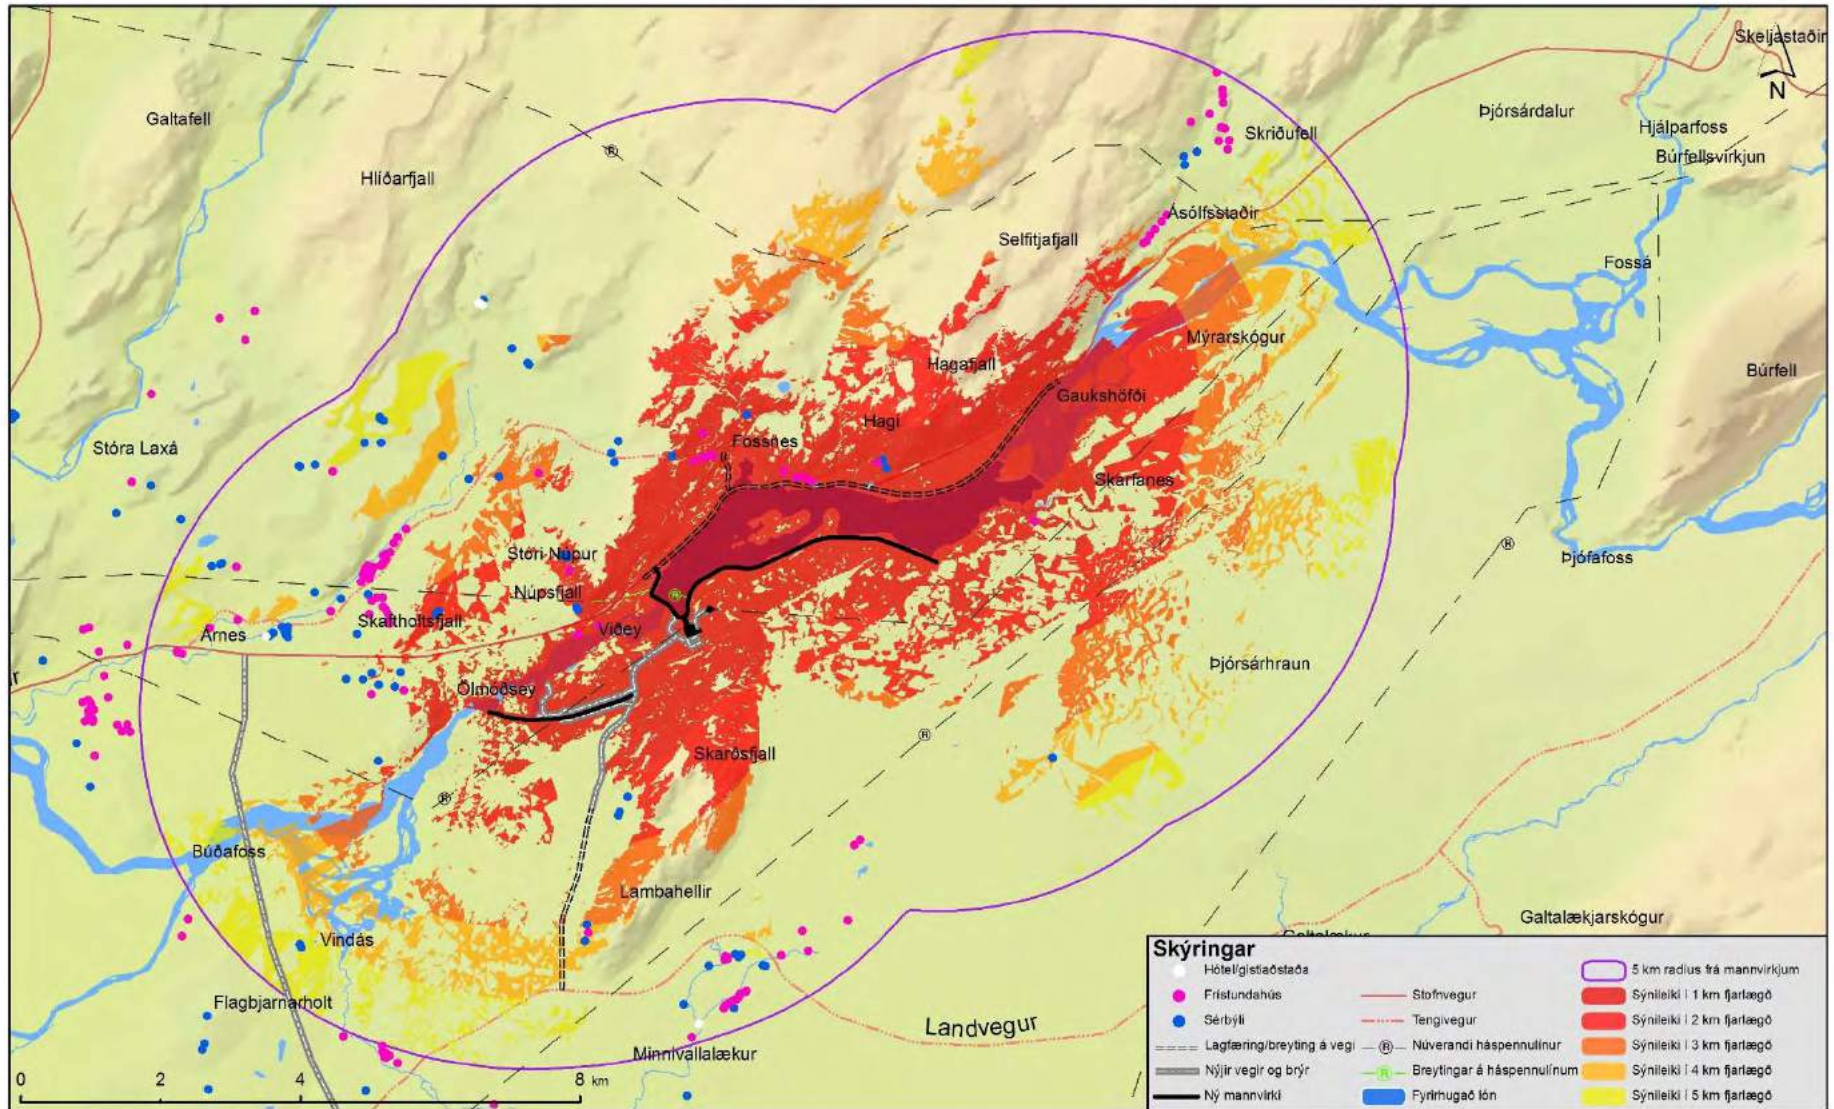 Skeljastaðir
N
Galtafell
Þjórsárdalur
Hjálparfoss
Skriðufell
Búrfellsvirkjun
Hlíðarfjall
R
Ásólfsstaðir
Selfitjafjall
Fossá
Mýrarskógur
Hagafjall
Búrfell
Gaukshöfði
Hagi
Fossnes
Stóra Laxá
Skarfanes
Stóri Núpur
R
Þjófafoss
Núpsfjall
R
Skaftholtsfjall
Viðey
Árnes
Þjórsárhraun
Ölmóðsey
R
Skarðsfjall
R
Búðafoss
Lambahellir
Galtalækjarskógur
Vindás
Galtalækur
Flagbjarnarholt
Landvegur
Minnivallalækur
0 2 4 8 km
Skýringar
Hótel/gistiaðstaða
Frístundahús
Sérbýli
Lagfæring/breyting á vegi
Nýjir vegir og brýr
Ný mannvirki
Stofnvegur
Tengivegur
R Núverandi háspennulínur
R Breytingar á háspennulínum
Fyrirhugað lón
5 km radius frá mannvirkjum
Sýnileiki í 1 km fjarlægð
Sýnileiki í 2 km fjarlægð
Sýnileiki í 3 km fjarlægð
Sýnileiki í 4 km fjarlægð
Sýnileiki í 5 km fjarlægð